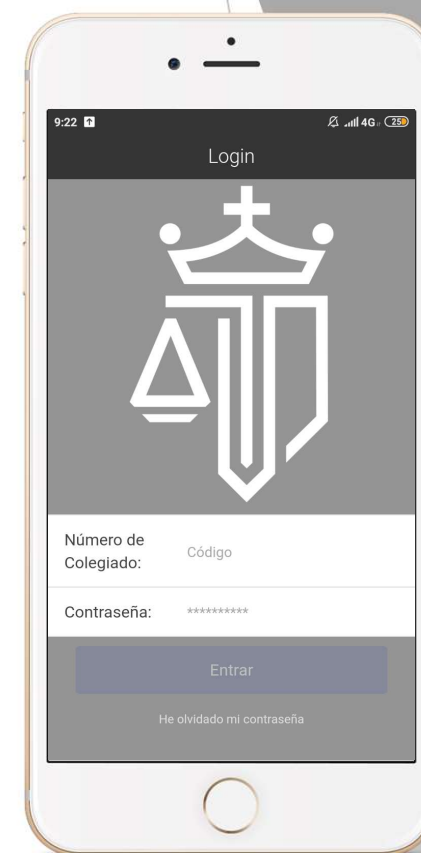 9:22 4G 25
Login
Número de
Colegiado:
Código
Contraseña: **********
Entrar
He olvidado mi contraseña